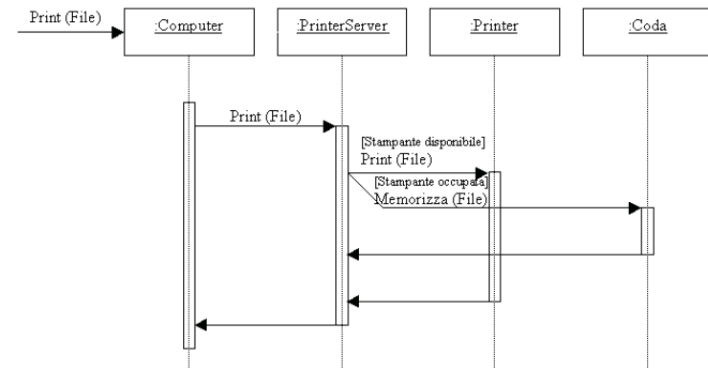 Print (File)
:Computer
:PrinterServer
:Printer
:Coda
Print (File)
[Stampante disponibile]
Print (File)
[Stampante occupata]
Memorizza (File)